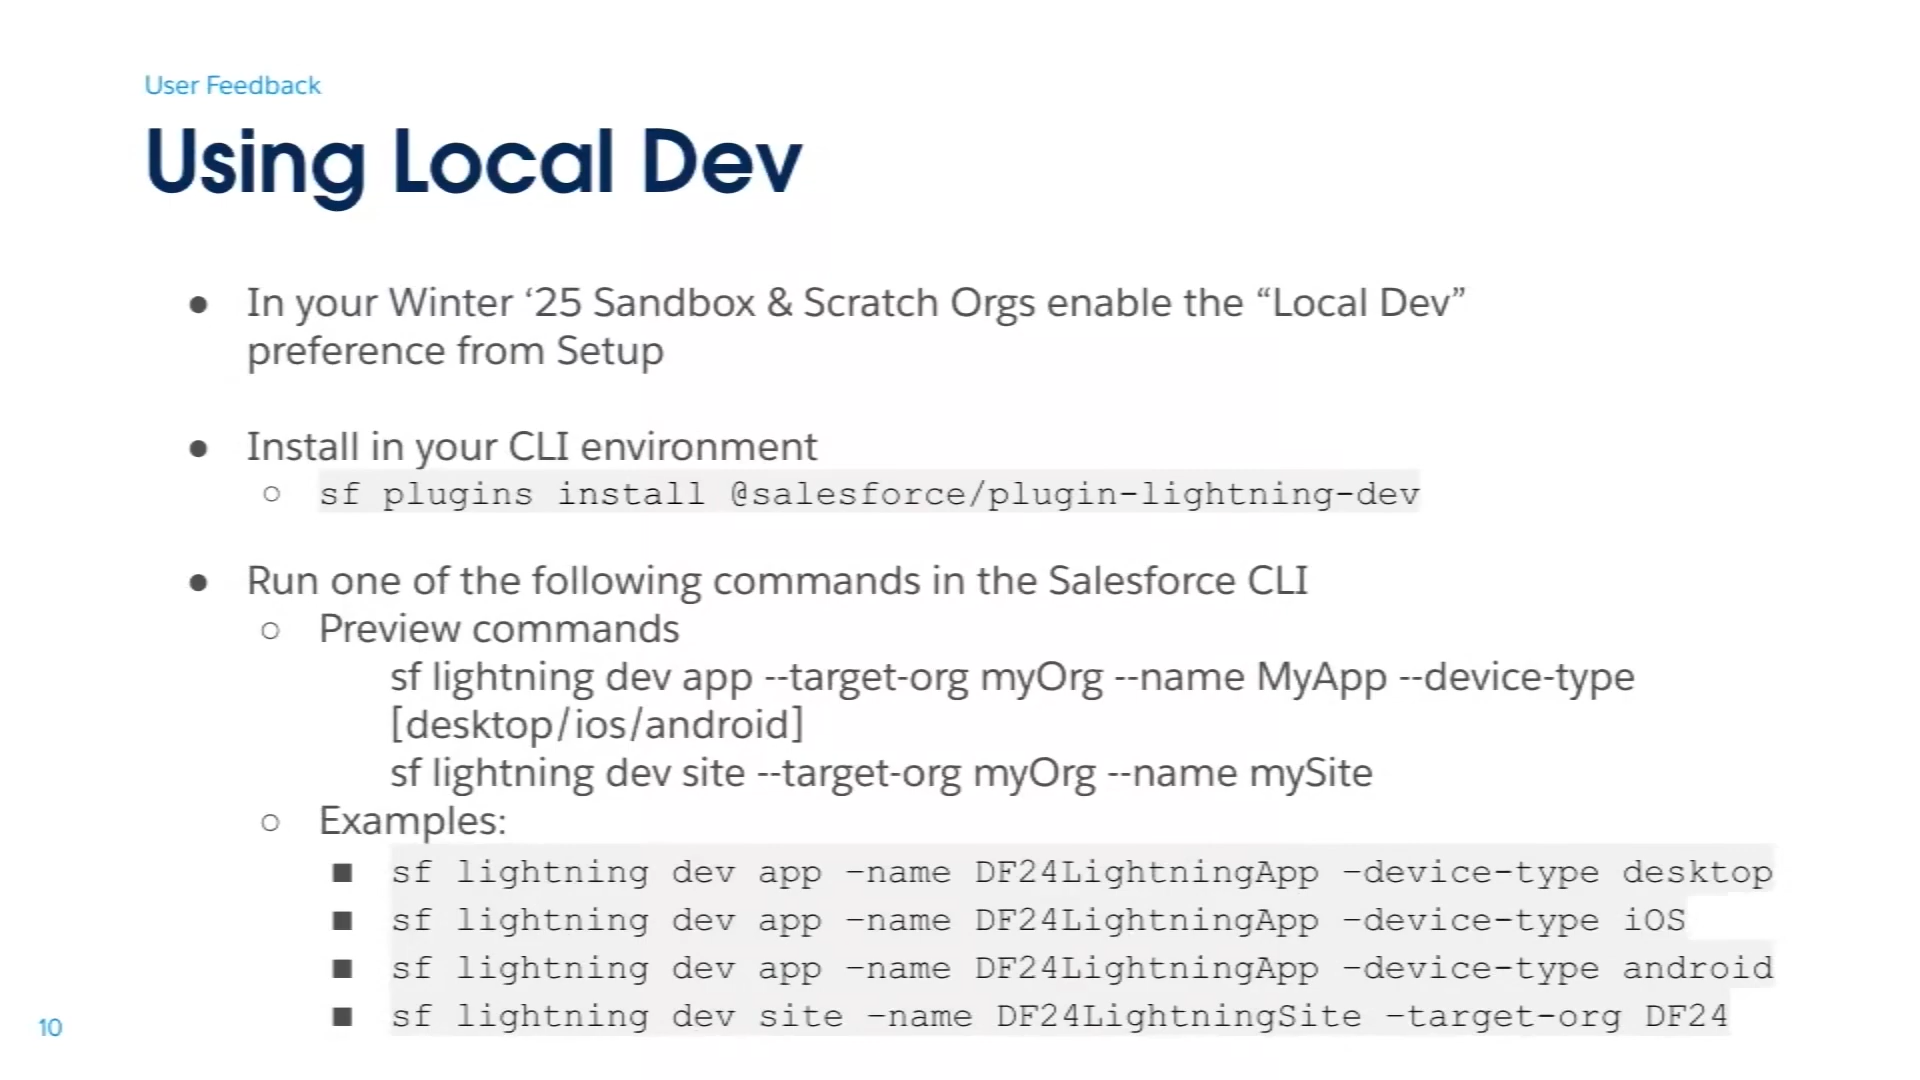 User Feedback
Using Local Dev
● In your Winter ‘25 Sandbox & Scratch Orgs enable the “Local Dev”
preference from Setup
● Install in your CLI environment
○ sf plugins install @salesforce/plugin-lightning-dev
● Run one of the following commands in the Salesforce CLI
○ Preview commands
sf lightning dev app --target-org myOrg --name MyApp --device-type
[desktop/ios/android]
sf lightning dev site --target-org myOrg --name mySite
○ Examples:
■ sf lightning dev app –name DF24LightningApp –device-type desktop
■ sf lightning dev app –name DF24LightningApp –device-type iOS
■ sf lightning dev app –name DF24LightningApp –device-type android
■ sf lightning dev site –name DF24LightningSite –target-org DF24
10